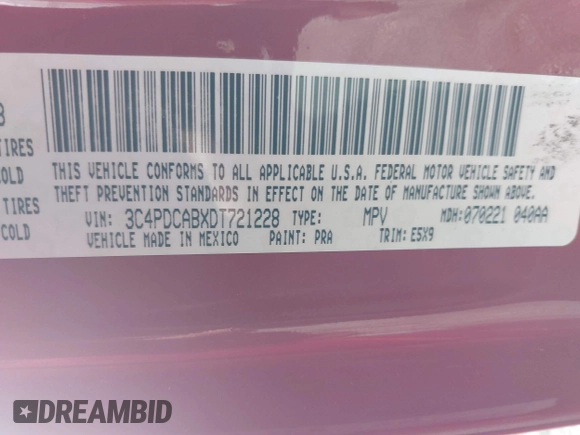 3
TIRES
COLD
TIRES
COLD
THIS VEHICLE CONFORMS TO ALL APPLICABLE U.S.A. FEDERAL MOTOR VEHICLE SAFETY AND
THEFT PREVENTION STANDARDS IN EFFECT ON THE DATE OF MANUFACTURE SHOWN ABOVE.
VIN: 3C4PDCABXDT721228 TYPE: MPV MDH: 070221 040AA
VEHICLE MADE IN MEXICO PAINT: PRA TRIM: E5X9
DREAMBID